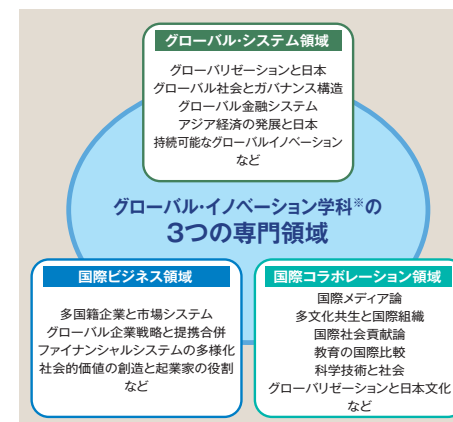 グローバル・システム領域
グローバリゼーションと日本
グローバル社会とガバナンス構造
グローバル金融システム
アジア経済の発展と日本
持続可能なグローバルイノベーション
など
グローバル・イノベーション学科※の
3つの専門領域
国際ビジネス領域
多国籍企業と市場システム
グローバル企業戦略と提携合併
ファイナンシャルシステムの多様化
社会的価値の創造と起業家の役割
など
国際コラボレーション領域
国際メディア論
多文化共生と国際組織
国際社会貢献論
教育の国際比較
科学技術と社会
グローバリゼーションと日本文化
など